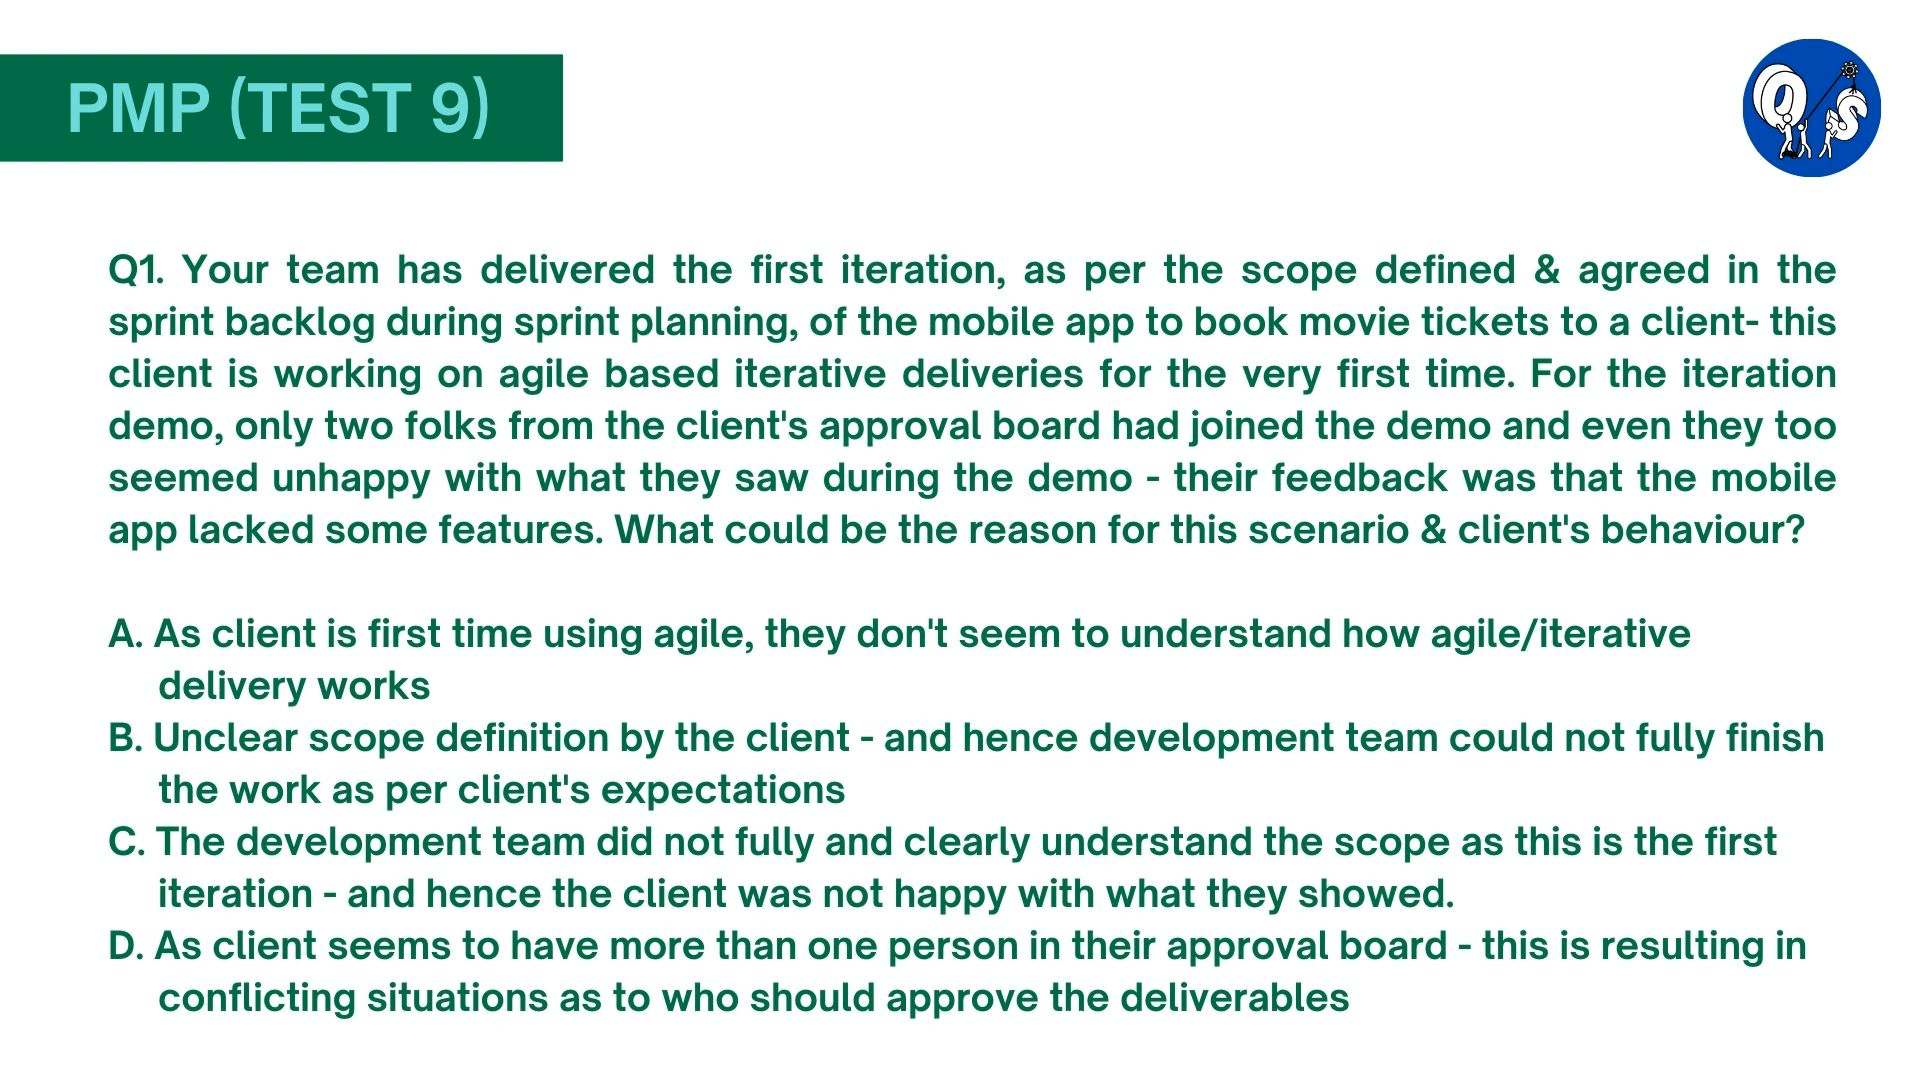 PMP (TEST 9)
Q S
Q1. Your team has delivered the first iteration, as per the scope defined & agreed in the
sprint backlog during sprint planning, of the mobile app to book movie tickets to a client- this
client is working on agile based iterative deliveries for the very first time. For the iteration
demo, only two folks from the client's approval board had joined the demo and even they too
seemed unhappy with what they saw during the demo - their feedback was that the mobile
app lacked some features. What could be the reason for this scenario & client's behaviour?
A. As client is first time using agile, they don't seem to understand how agile/iterative
delivery works
B. Unclear scope definition by the client - and hence development team could not fully finish
the work as per client's expectations
C. The development team did not fully and clearly understand the scope as this is the first
iteration - and hence the client was not happy with what they showed.
D. As client seems to have more than one person in their approval board - this is resulting in
conflicting situations as to who should approve the deliverables